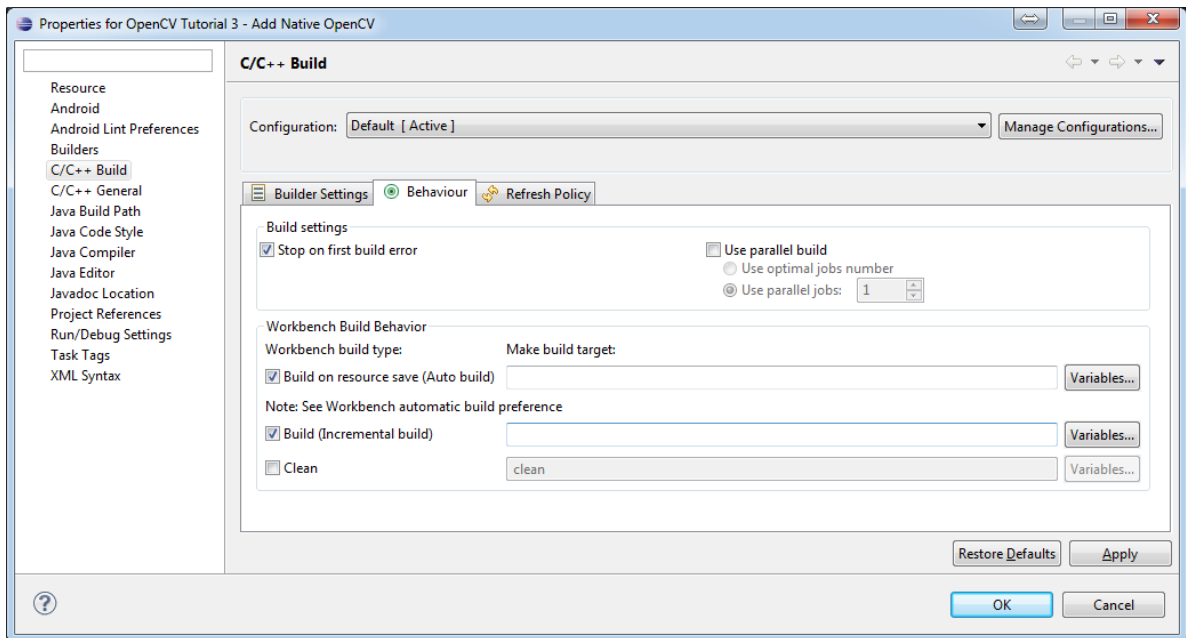 Properties for OpenCV Tutorial 3 - Add Native OpenCV
Resource
Android
Android Lint Preferences
Builders
C/C++ Build
C/C++ General
Java Build Path
Java Code Style
Java Compiler
Java Editor
Javadoc Location
Project References
Run/Debug Settings
Task Tags
XML Syntax
C/C++ Build
Configuration: Default [ Active ] Manage Configurations...
Builder Settings Behaviour Refresh Policy
Build settings
Stop on first build error Use parallel build
Use optimal jobs number
Use parallel jobs: 1
Workbench Build Behavior
Workbench build type: Make build target:
Build on resource save (Auto build) Variables...
Note: See Workbench automatic build preference
Build (Incremental build) Variables...
Clean clean Variables...
Restore Defaults Apply
? OK Cancel